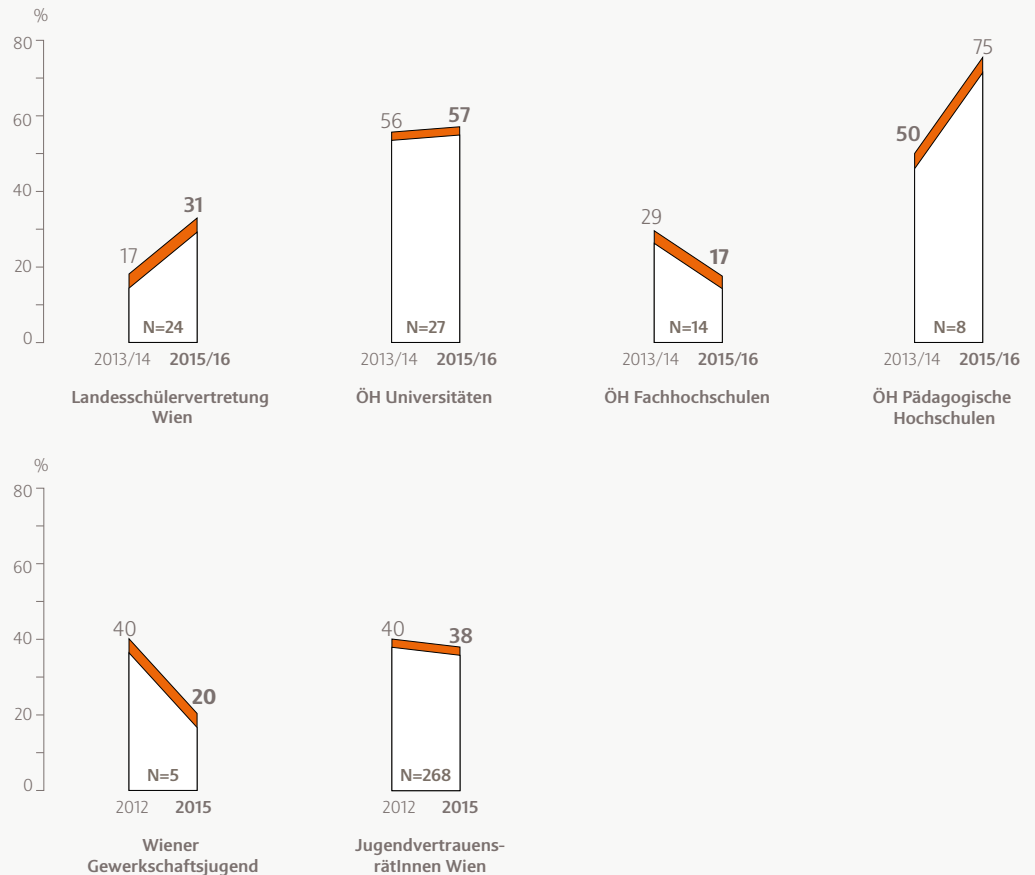 %
80
60
40
20
0
17
31
N=24
2013/14 2015/16
Landesschülervertretung
Wien
56
57
N=27
2013/14 2015/16
ÖH Universitäten
29
17
N=14
2013/14 2015/16
ÖH Fachhochschulen
50
75
N=8
2013/14 2015/16
ÖH Pädagogische
Hochschulen
%
80
60
40
20
0
40
20
N=5
2012 2015
Wiener
Gewerkschaftsjugend
40
38
N=268
2012 2015
Jugendvertrauens-
rätInnen Wien